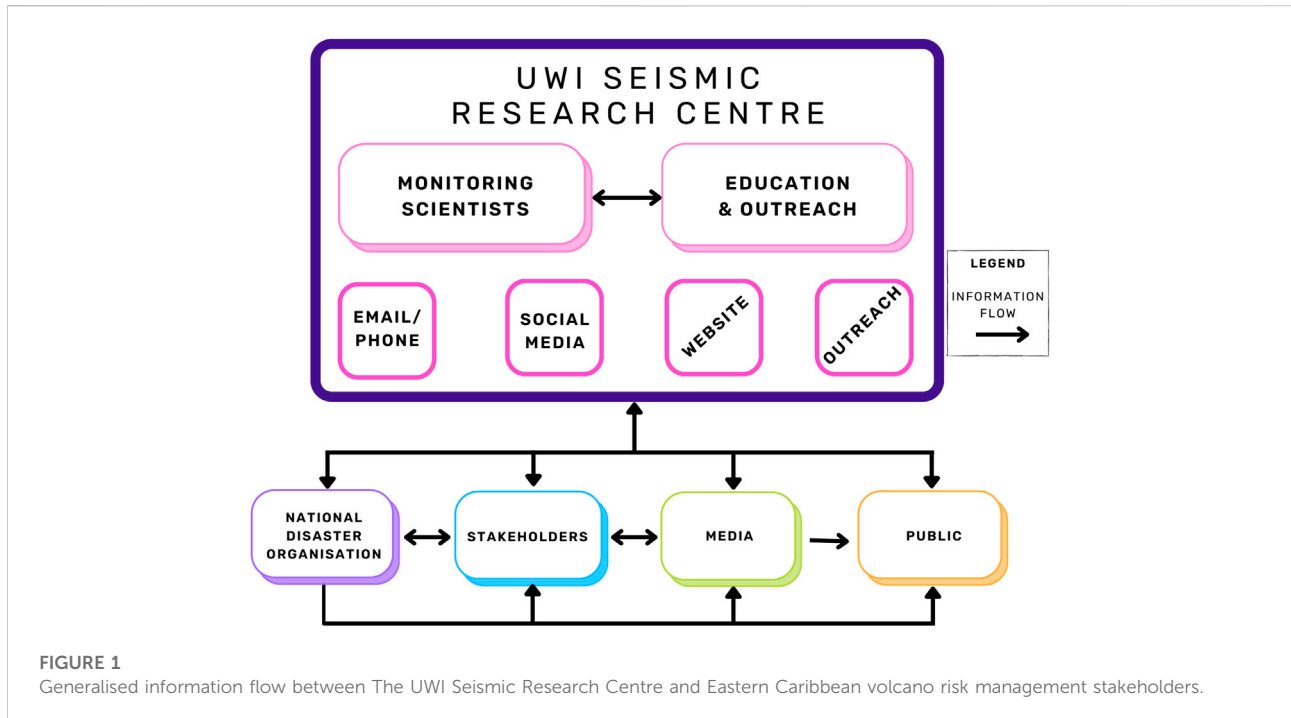 UWI SEISMIC
RESEARCH CENTRE
MONITORING
SCIENTISTS
EDUCATION
& OUTREACH
EMAIL/
PHONE
SOCIAL
MEDIA
WEBSITE
OUTREACH
LEGEND
INFORMATION
FLOW
NATIONAL
DISASTER
ORGANISATION
STAKEHOLDERS
MEDIA
PUBLIC
FIGURE 1
Generalised information flow between The UWI Seismic Research Centre and Eastern Caribbean volcano risk management stakeholders.